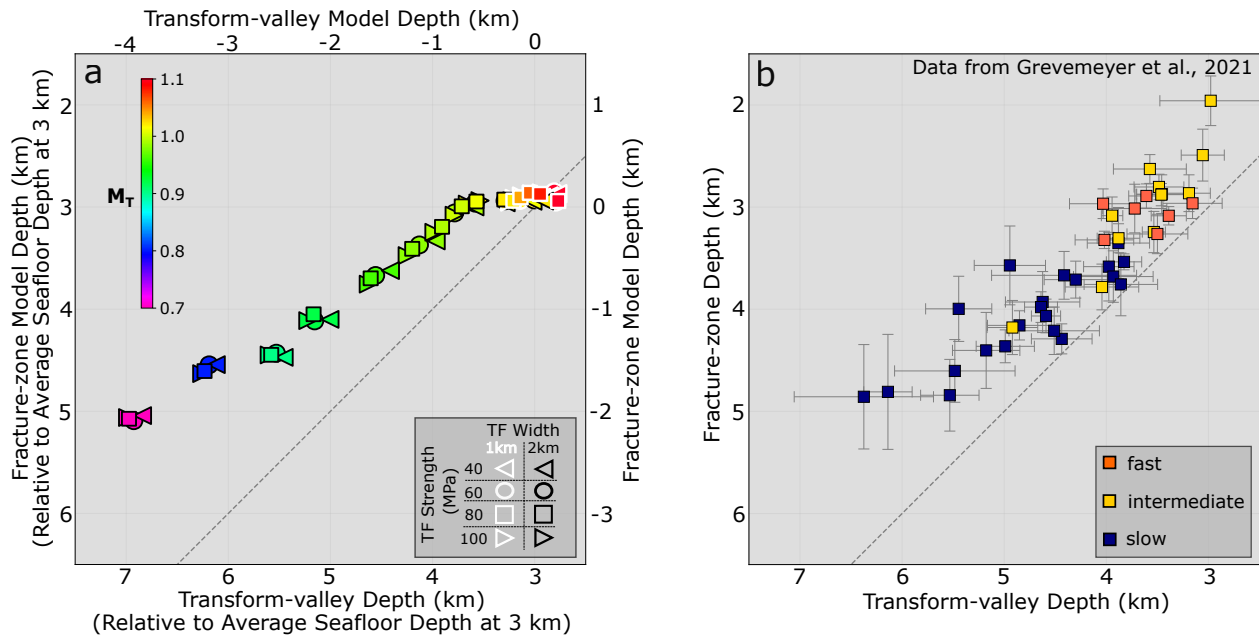 Transform-valley Model Depth (km)
-4 -3 -2 -1 0
a
1.1
1.0
0.9
0.8
0.7
M_T
2
3
4
5
6
Fracture-zone Model Depth (km)
(Relative to Average Seafloor Depth at 3 km)
1
0
-1
-2
-3
Fracture-zone Model Depth (km)
TF Width
1km 2km
TF Strength
(MPa)
40
60
80
100
7 6 5 4 3
Transform-valley Depth (km)
(Relative to Average Seafloor Depth at 3 km)
b
Data from Grevemeyer et al., 2021
2
3
4
5
6
Fracture-zone Depth (km)
fast
intermediate
slow
7 6 5 4 3
Transform-valley Depth (km)